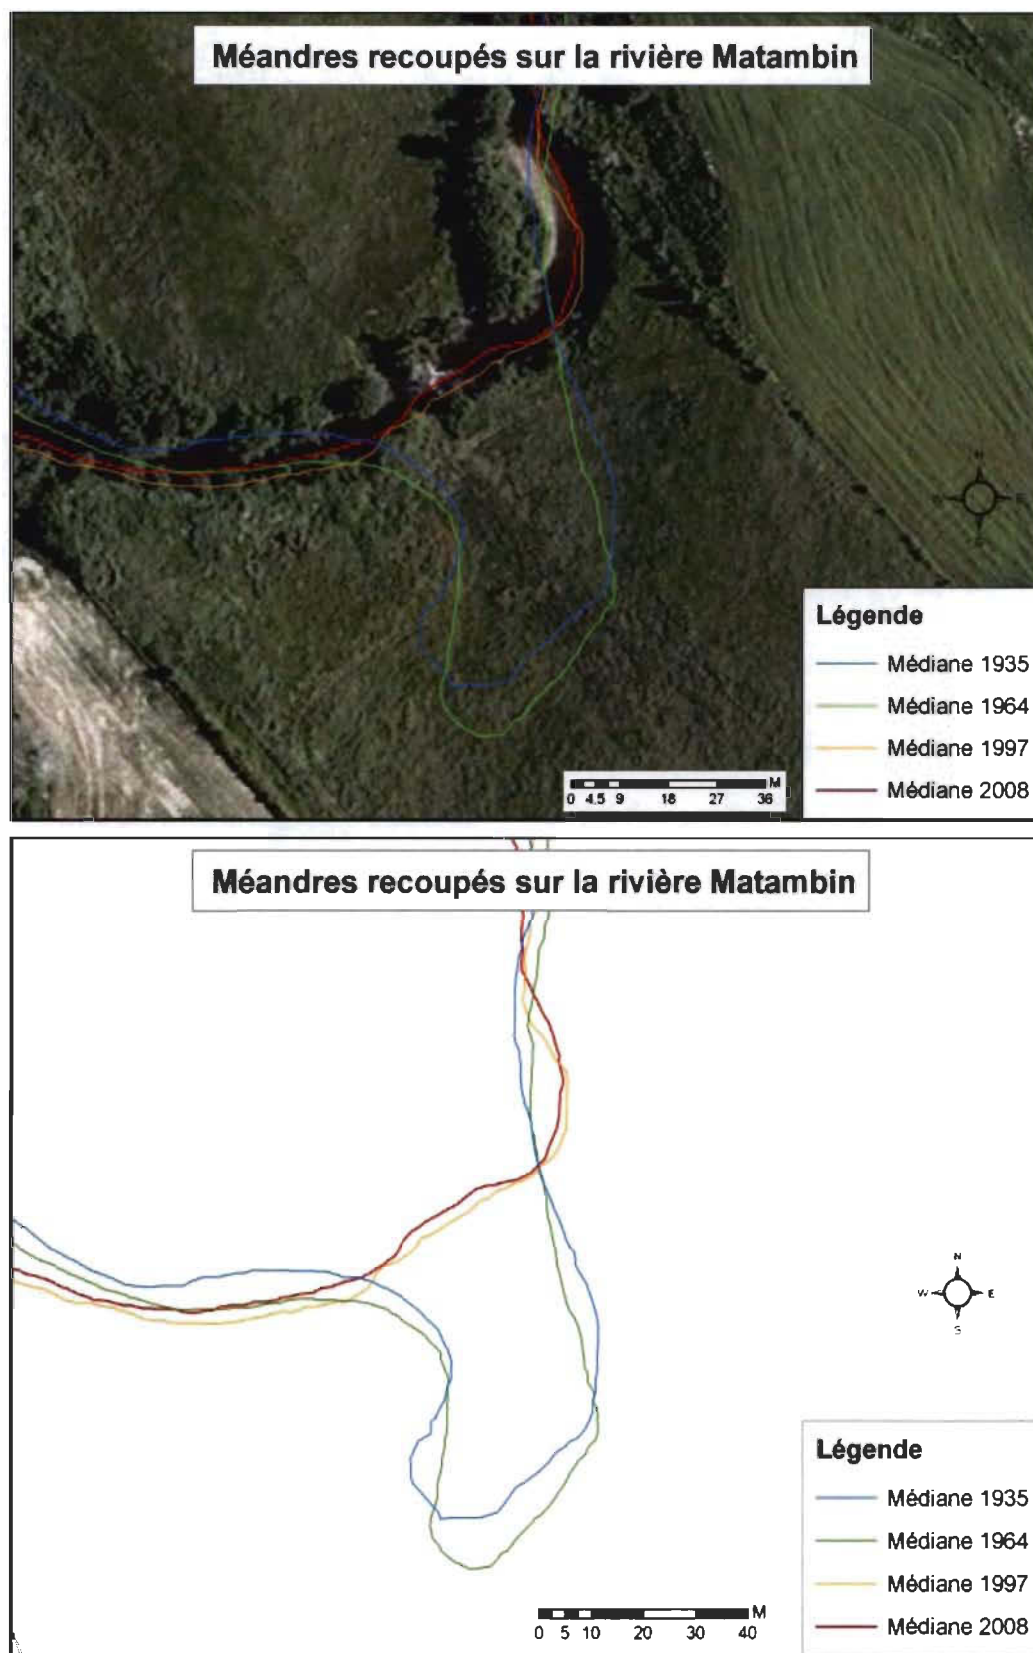 Méandres recoupés sur la rivière Matambin
N
E
Légende
Médiane 1935
Médiane 1964
Médiane 1997
Médiane 2008
M
0 4.5 9 18 27 36
Méandres recoupés sur la rivière Matambin
N
W E
S
Légende
Médiane 1935
Médiane 1964
Médiane 1997
Médiane 2008
M
0 5 10 20 30 40